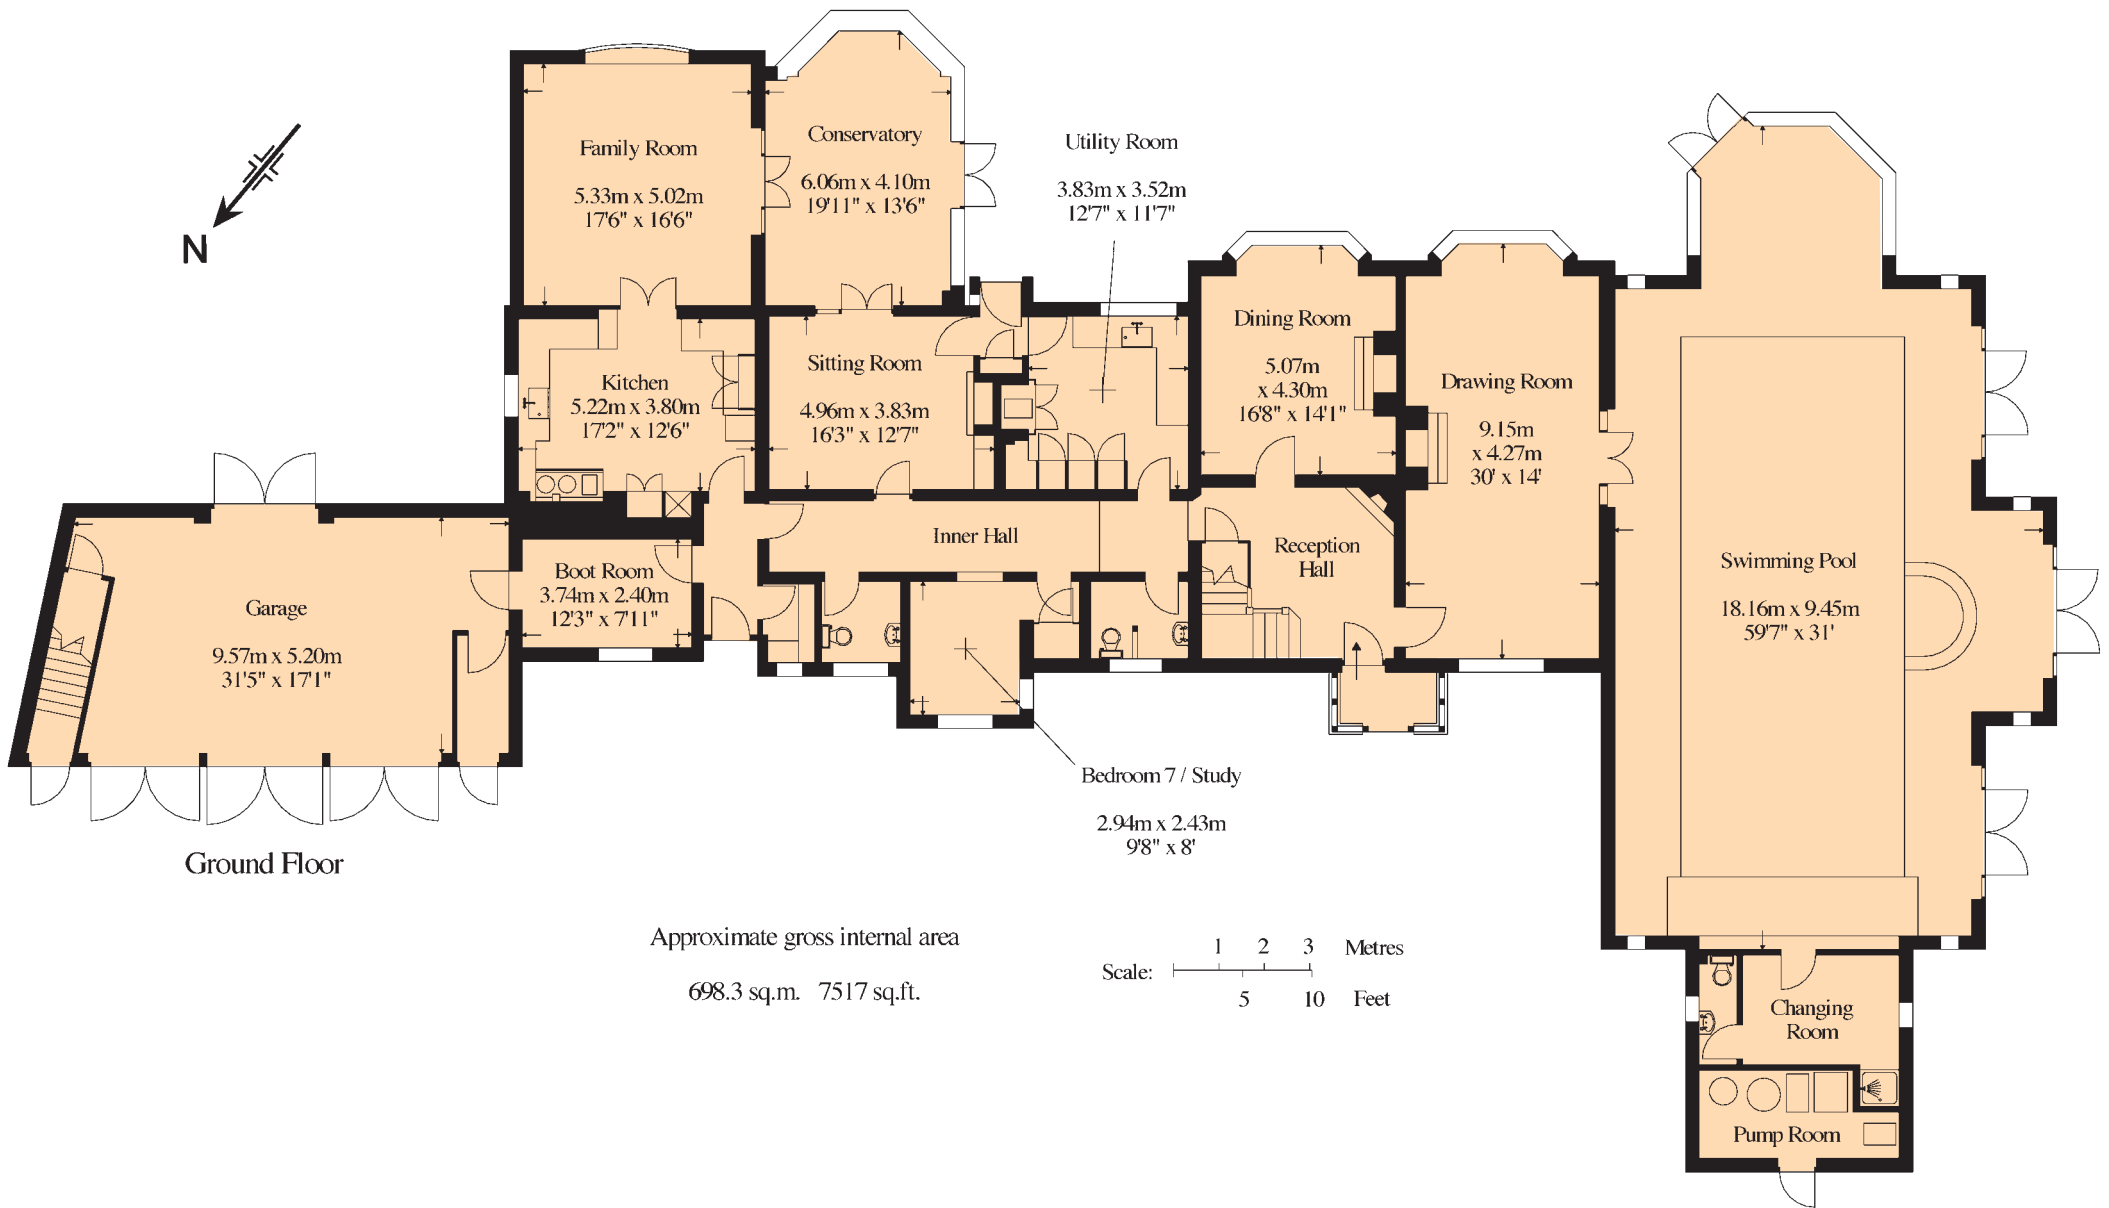 Family Room
5.33m x 5.02m
17'6" x 16'6"
Conservatory
6.06m x 4.10m
19'11" x 13'6"
Utility Room
3.83m x 3.52m
12'7" x 11'7"
N
Kitchen
5.22m x 3.80m
17'2" x 12'6"
Sitting Room
4.96m x 3.83m
16'3" x 12'7"
Dining Room
5.07m
x 4.30m
16'8" x 14'1"
Drawing Room
9.15m
x 4.27m
30' x 14'
Swimming Pool
18.16m x 9.45m
59'7" x 31'
Inner Hall
Reception
Hall
Boot Room
3.74m x 2.40m
12'3" x 7'11"
Garage
9.57m x 5.20m
31'5" x 17'1"
Bedroom 7 / Study
2.94m x 2.43m
9'8" x 8'
Ground Floor
Approximate gross internal area
698.3 sq.m. 7517 sq.ft.
1 2 3 Metres
Scale:
5 10 Feet
Changing
Room
Pump Room